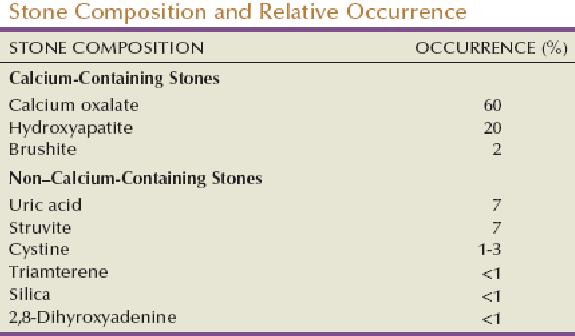 Stone Composition and Relative Occurrence
STONE COMPOSITION OCCURRENCE (%)
Calcium-Containing Stones
Calcium oxalate 60
Hydroxyapatite 20
Brushite 2
Non–Calcium-Containing Stones
Uric acid 7
Struvite 7
Cystine 1-3
Triamterene <1
Silica <1
2,8-Dihyroxyadenine <1